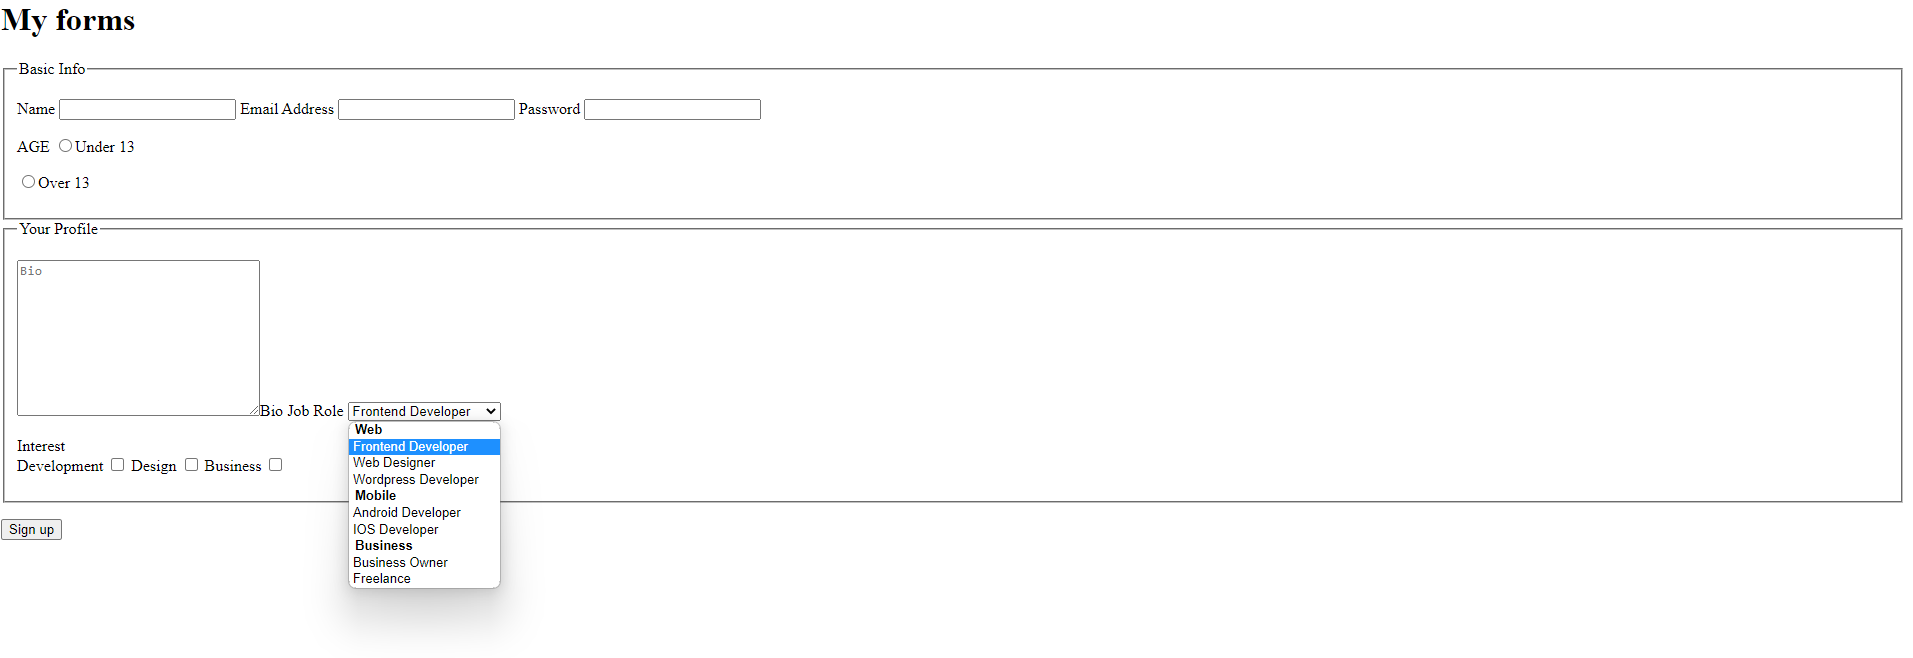 My forms
Basic Info
Name Email Address Password
AGE Under 13
Over 13
Your Profile
Bio
Bio Job Role Frontend Developer
Web
Frontend Developer
Web Designer
Wordpress Developer
Mobile
Android Developer
IOS Developer
Business
Business Owner
Freelance
Interest
Development Design Business
Sign up